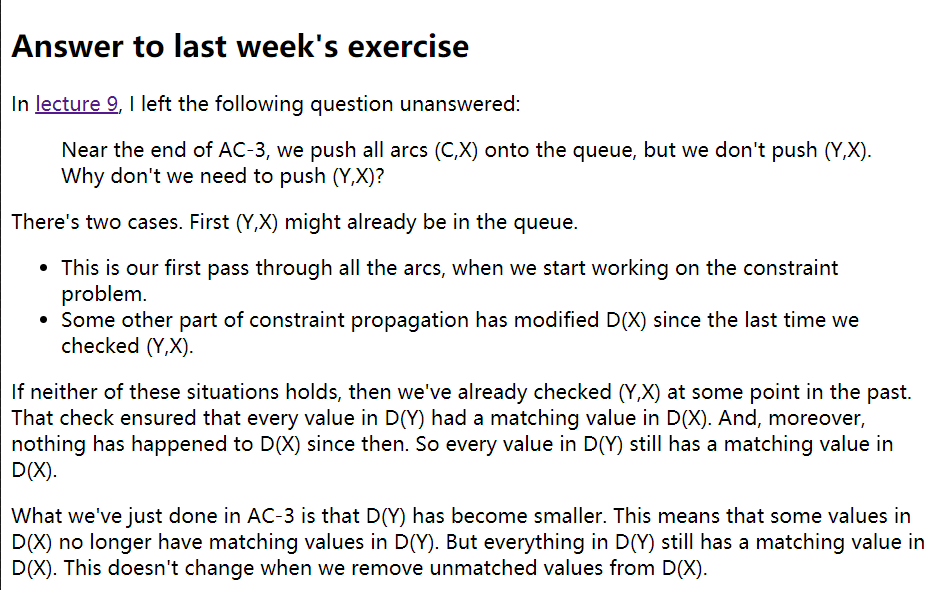 Answer to last week's exercise
In lecture 9, I left the following question unanswered:
Near the end of AC-3, we push all arcs (C,X) onto the queue, but we don't push (Y,X).
Why don't we need to push (Y,X)?
There's two cases. First (Y,X) might already be in the queue.
• This is our first pass through all the arcs, when we start working on the constraint
problem.
• Some other part of constraint propagation has modified D(X) since the last time we
checked (Y,X).
If neither of these situations holds, then we've already checked (Y,X) at some point in the past.
That check ensured that every value in D(Y) had a matching value in D(X). And, moreover,
nothing has happened to D(X) since then. So every value in D(Y) still has a matching value in
D(X).
What we've just done in AC-3 is that D(Y) has become smaller. This means that some values in
D(X) no longer have matching values in D(Y). But everything in D(Y) still has a matching value in
D(X). This doesn't change when we remove unmatched values from D(X).